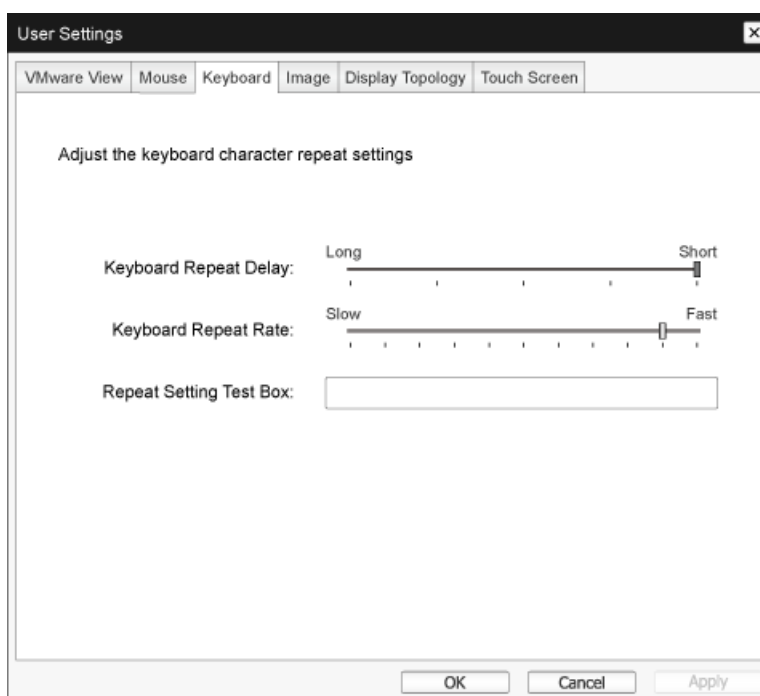 User Settings
VMware View Mouse Keyboard Image Display Topology Touch Screen
Adjust the keyboard character repeat settings
Long Short
Keyboard Repeat Delay:
Slow Fast
Keyboard Repeat Rate:
Repeat Setting Test Box:
OK Cancel Apply